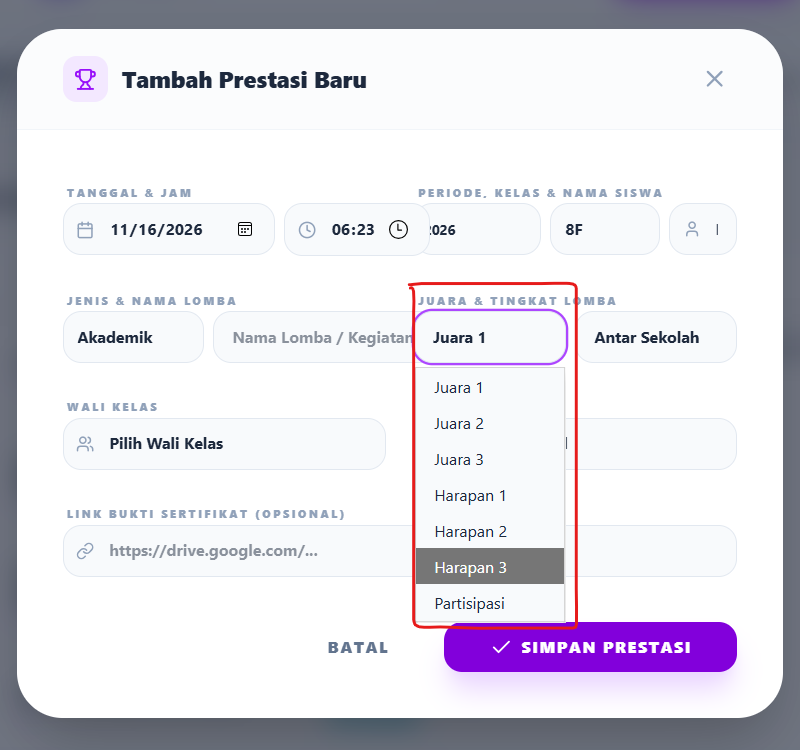 Tambah Prestasi Baru
TANGGAL & JAM
PERIODE, KELAS & NAMA SISWA
11/16/2026
06:23
2026
8F
JENIS & NAMA LOMBA
JUARA & TINGKAT LOMBA
Akademik
Nama Lomba / Kegiatan
Juara 1
Antar Sekolah
Juara 1
Juara 2
Juara 3
Harapan 1
Harapan 2
Harapan 3
Partisipasi
WALI KELAS
Pilih Wali Kelas
LINK BUKTI SERTIFIKAT (OPSIONAL)
https://drive.google.com/...
BATAL
SIMPAN PRESTASI